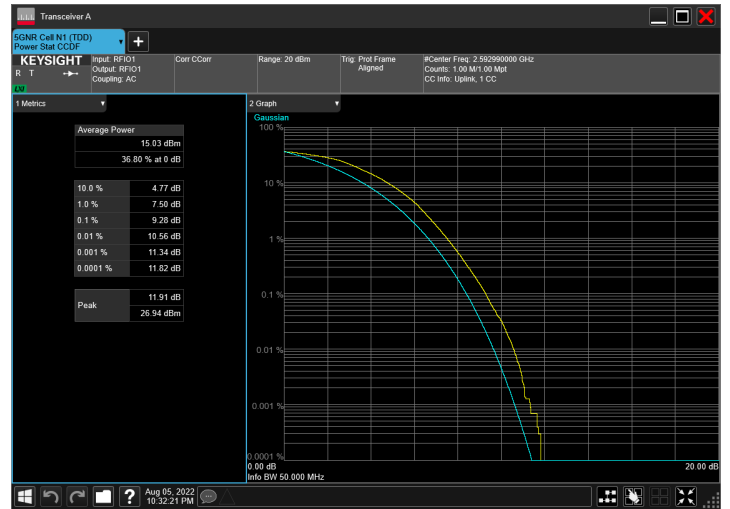 Transceiver A
5GNR Cell N1 (TDD)
Power Stat CCDF
KEYSIGHT
R T
LXI
Input: RFIO1
Output: RFIO1
Coupling: AC
Corr CCorr
Range: 20 dBm
Trig: Prot Frame
Aligned
#Center Freq: 2.592990000 GHz
Counts: 1.00 M/1.00 Mpt
CC Info: Uplink, 1 CC
1 Metrics
Average Power
15.03 dBm
36.80 % at 0 dB
10.0 % 4.77 dB
1.0 % 7.50 dB
0.1 % 9.28 dB
0.01 % 10.56 dB
0.001 % 11.34 dB
0.0001 % 11.82 dB
Peak
11.91 dB
26.94 dBm
2 Graph
Gaussian
100 %
10 %
1 %
0.1 %
0.01 %
0.001 %
0.0001 %
0.00 dB
20.00 dB
Info BW 50.000 MHz
?
Aug 05, 2022
10:32:21 PM